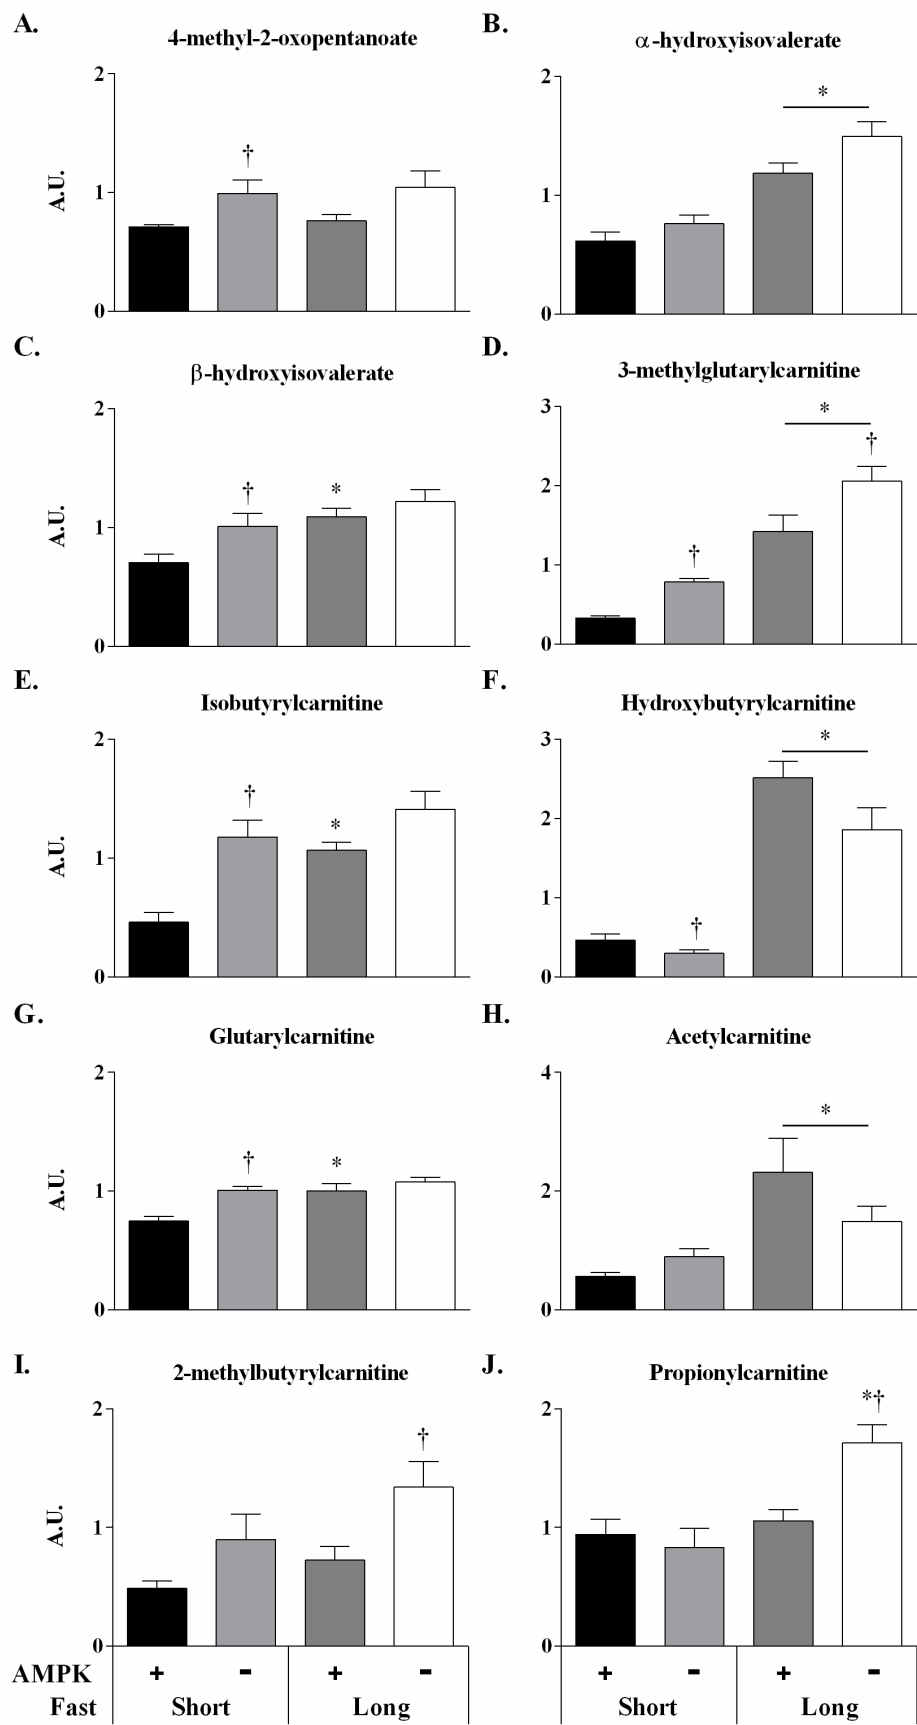 A.
4-methyl-2-oxopentanoate
2
†
1
A.U.
0
B.
α-hydroxyisovalerate
2
*
1
0
C.
β-hydroxyisovalerate
2
† *
1
A.U.
0
D.
3-methylglutarylcarnitine
3
*
†
2
†
1
0
E.
Isobutyrylcarnitine
2
†
*
1
A.U.
0
F.
Hydroxybutyrylcarnitine
3
*
2
†
1
0
G.
Glutarylcarnitine
2
† *
1
A.U.
0
H.
Acetylcarnitine
4
*
2
0
I.
2-methylbutyrylcarnitine
2
†
1
A.U.
0
J.
Propionylcarnitine
*†
2
1
0
AMPK + - + - + - + -
Fast Short Long Short Long